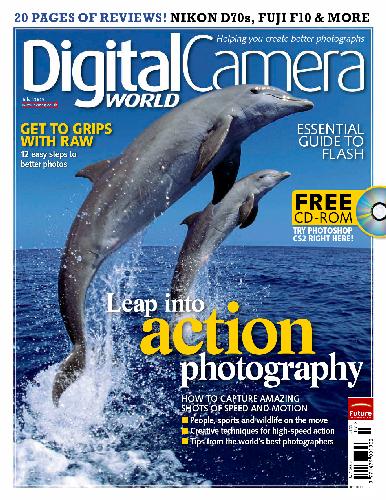 20 PAGES OF REVIEWS! NIKON D70s, FUJI F10 & MORE
Helping you create better photographs
DigitalCamera
WORLD
GET TO GRIPS
WITH RAW
12 easy steps to
better photos
ESSENTIAL
GUIDE TO
FLASH
FREE
CD-ROM
TRY PHOTOSHOP
CS2 RIGHT HERE!
Leap into
action
photography
HOW TO CAPTURE AMAZING
SHOTS OF SPEED AND MOTION
People, sports and wildlife on the move
Creative techniques for high-speed action
Tips from the world's best photographers
Future